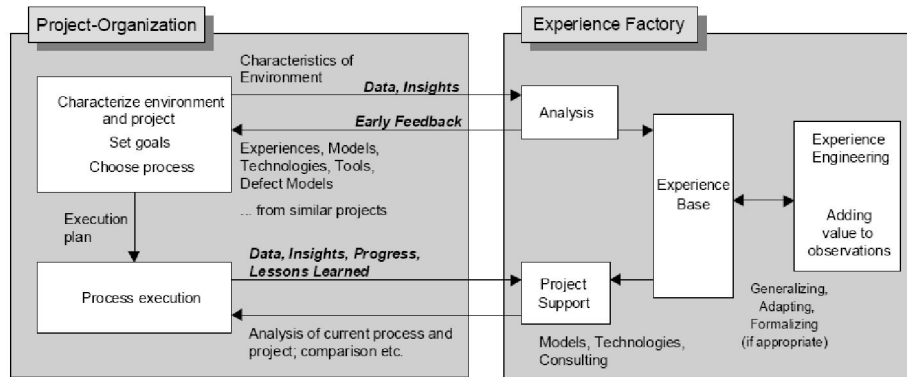 Project-Organization
Characterize environment
and project
Set goals
Choose process
Execution
plan
Process execution
Characteristics of
Environment
Data, Insights
Early Feedback
Experiences, Models,
Technologies, Tools,
Defect Models
... from similar projects
Data, Insights, Progress,
Lessons Learned
Analysis of current process and
project; comparison etc.
Experience Factory
Analysis
Project
Support
Models, Technologies,
Consulting
Experience
Base
Experience
Engineering
Adding
value to
observations
Generalizing,
Adapting,
Formalizing
(if appropriate)